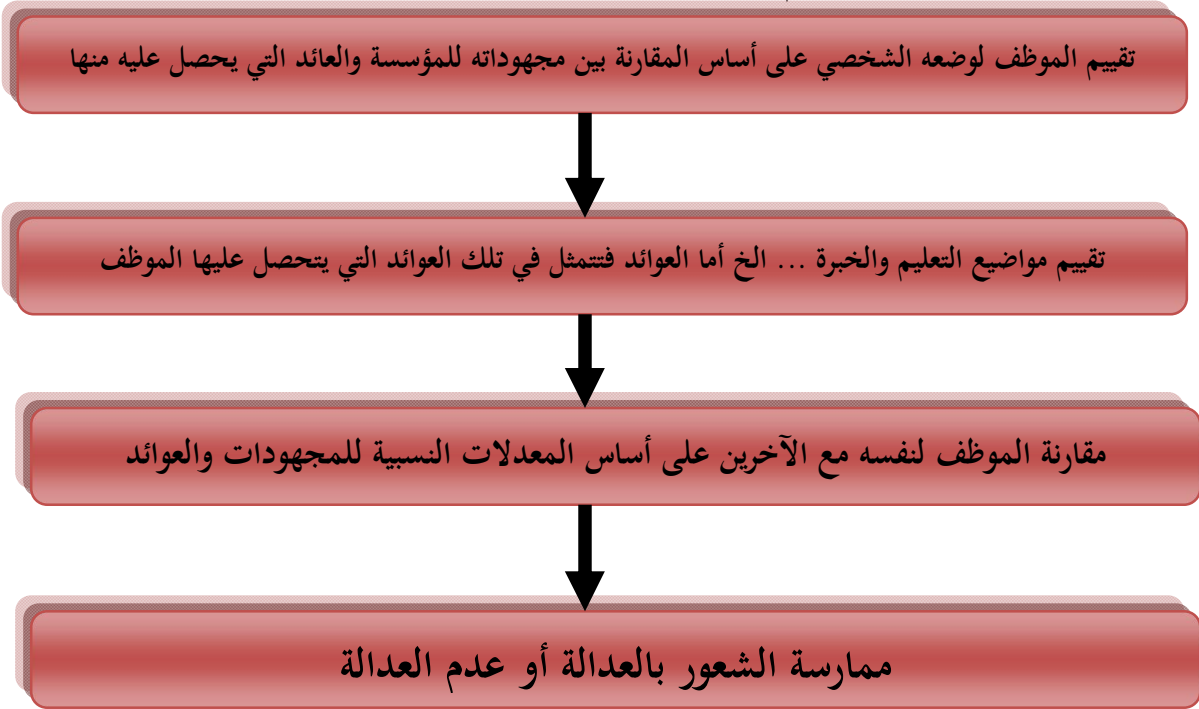 تقييم الموظف لوضعه الشخصي على أساس المقارنة بين مجهوداته للمؤسسة والعائد التي يحصل عليه منها
تقييم مواضيع التعليم والخبرة ... الخ أما العوائد فتتمثل في تلك العوائد التي يتحصل عليها الموظف
مقارنة الموظف لنفسه مع الآخرين على أساس المعدلات النسبية للمجهودات والعوائد
ممارسة الشعور بالعدالة أو عدم العدالة